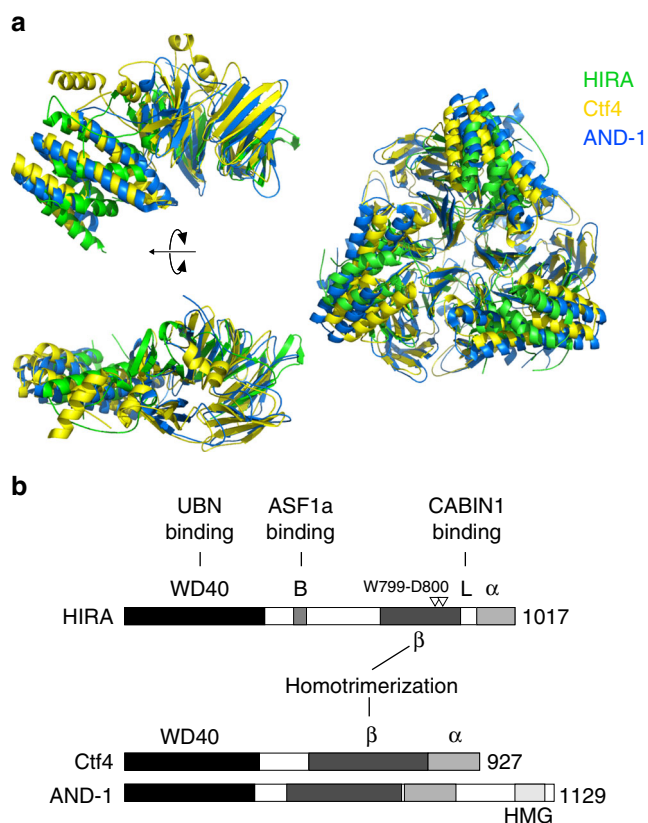 a
HIRA
Ctf4
AND-1
b
UBN
binding
ASF1a
binding
CABIN1
binding
WD40
B
W799-D800
L
α
HIRA
1017
β
Homotrimerization
WD40
β
α
Ctf4
927
AND-1
1129
HMG